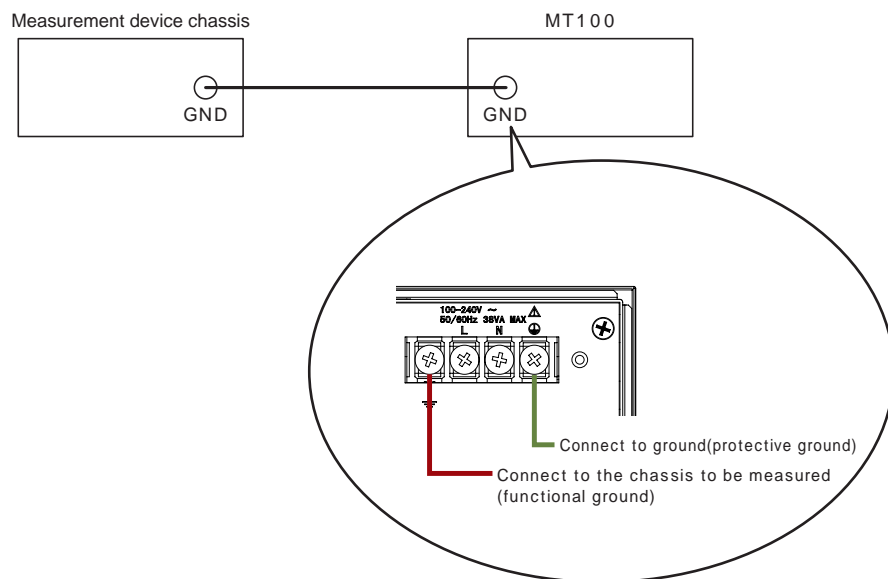 Measurement device chassis
MT100
GND
GND
100-240V ~
50/60Hz 38VA MAX
L N
Connect to ground(protective ground)
Connect to the chassis to be measured
(functional ground)